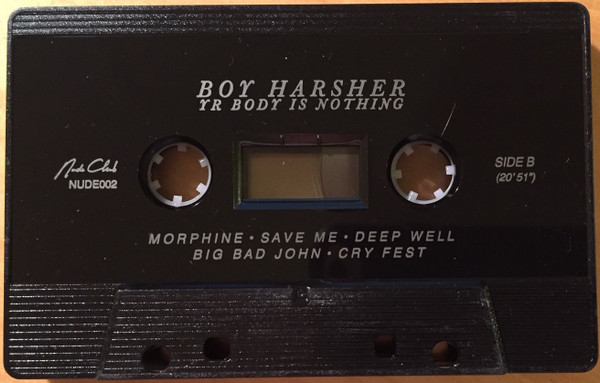 BOY HARSHER
YR BODY IS NOTHING
Nude Club
NUDE002
SIDE B
(20'51")
MORPHINE • SAVE ME • DEEP WELL
BIG BAD JOHN • CRY FEST